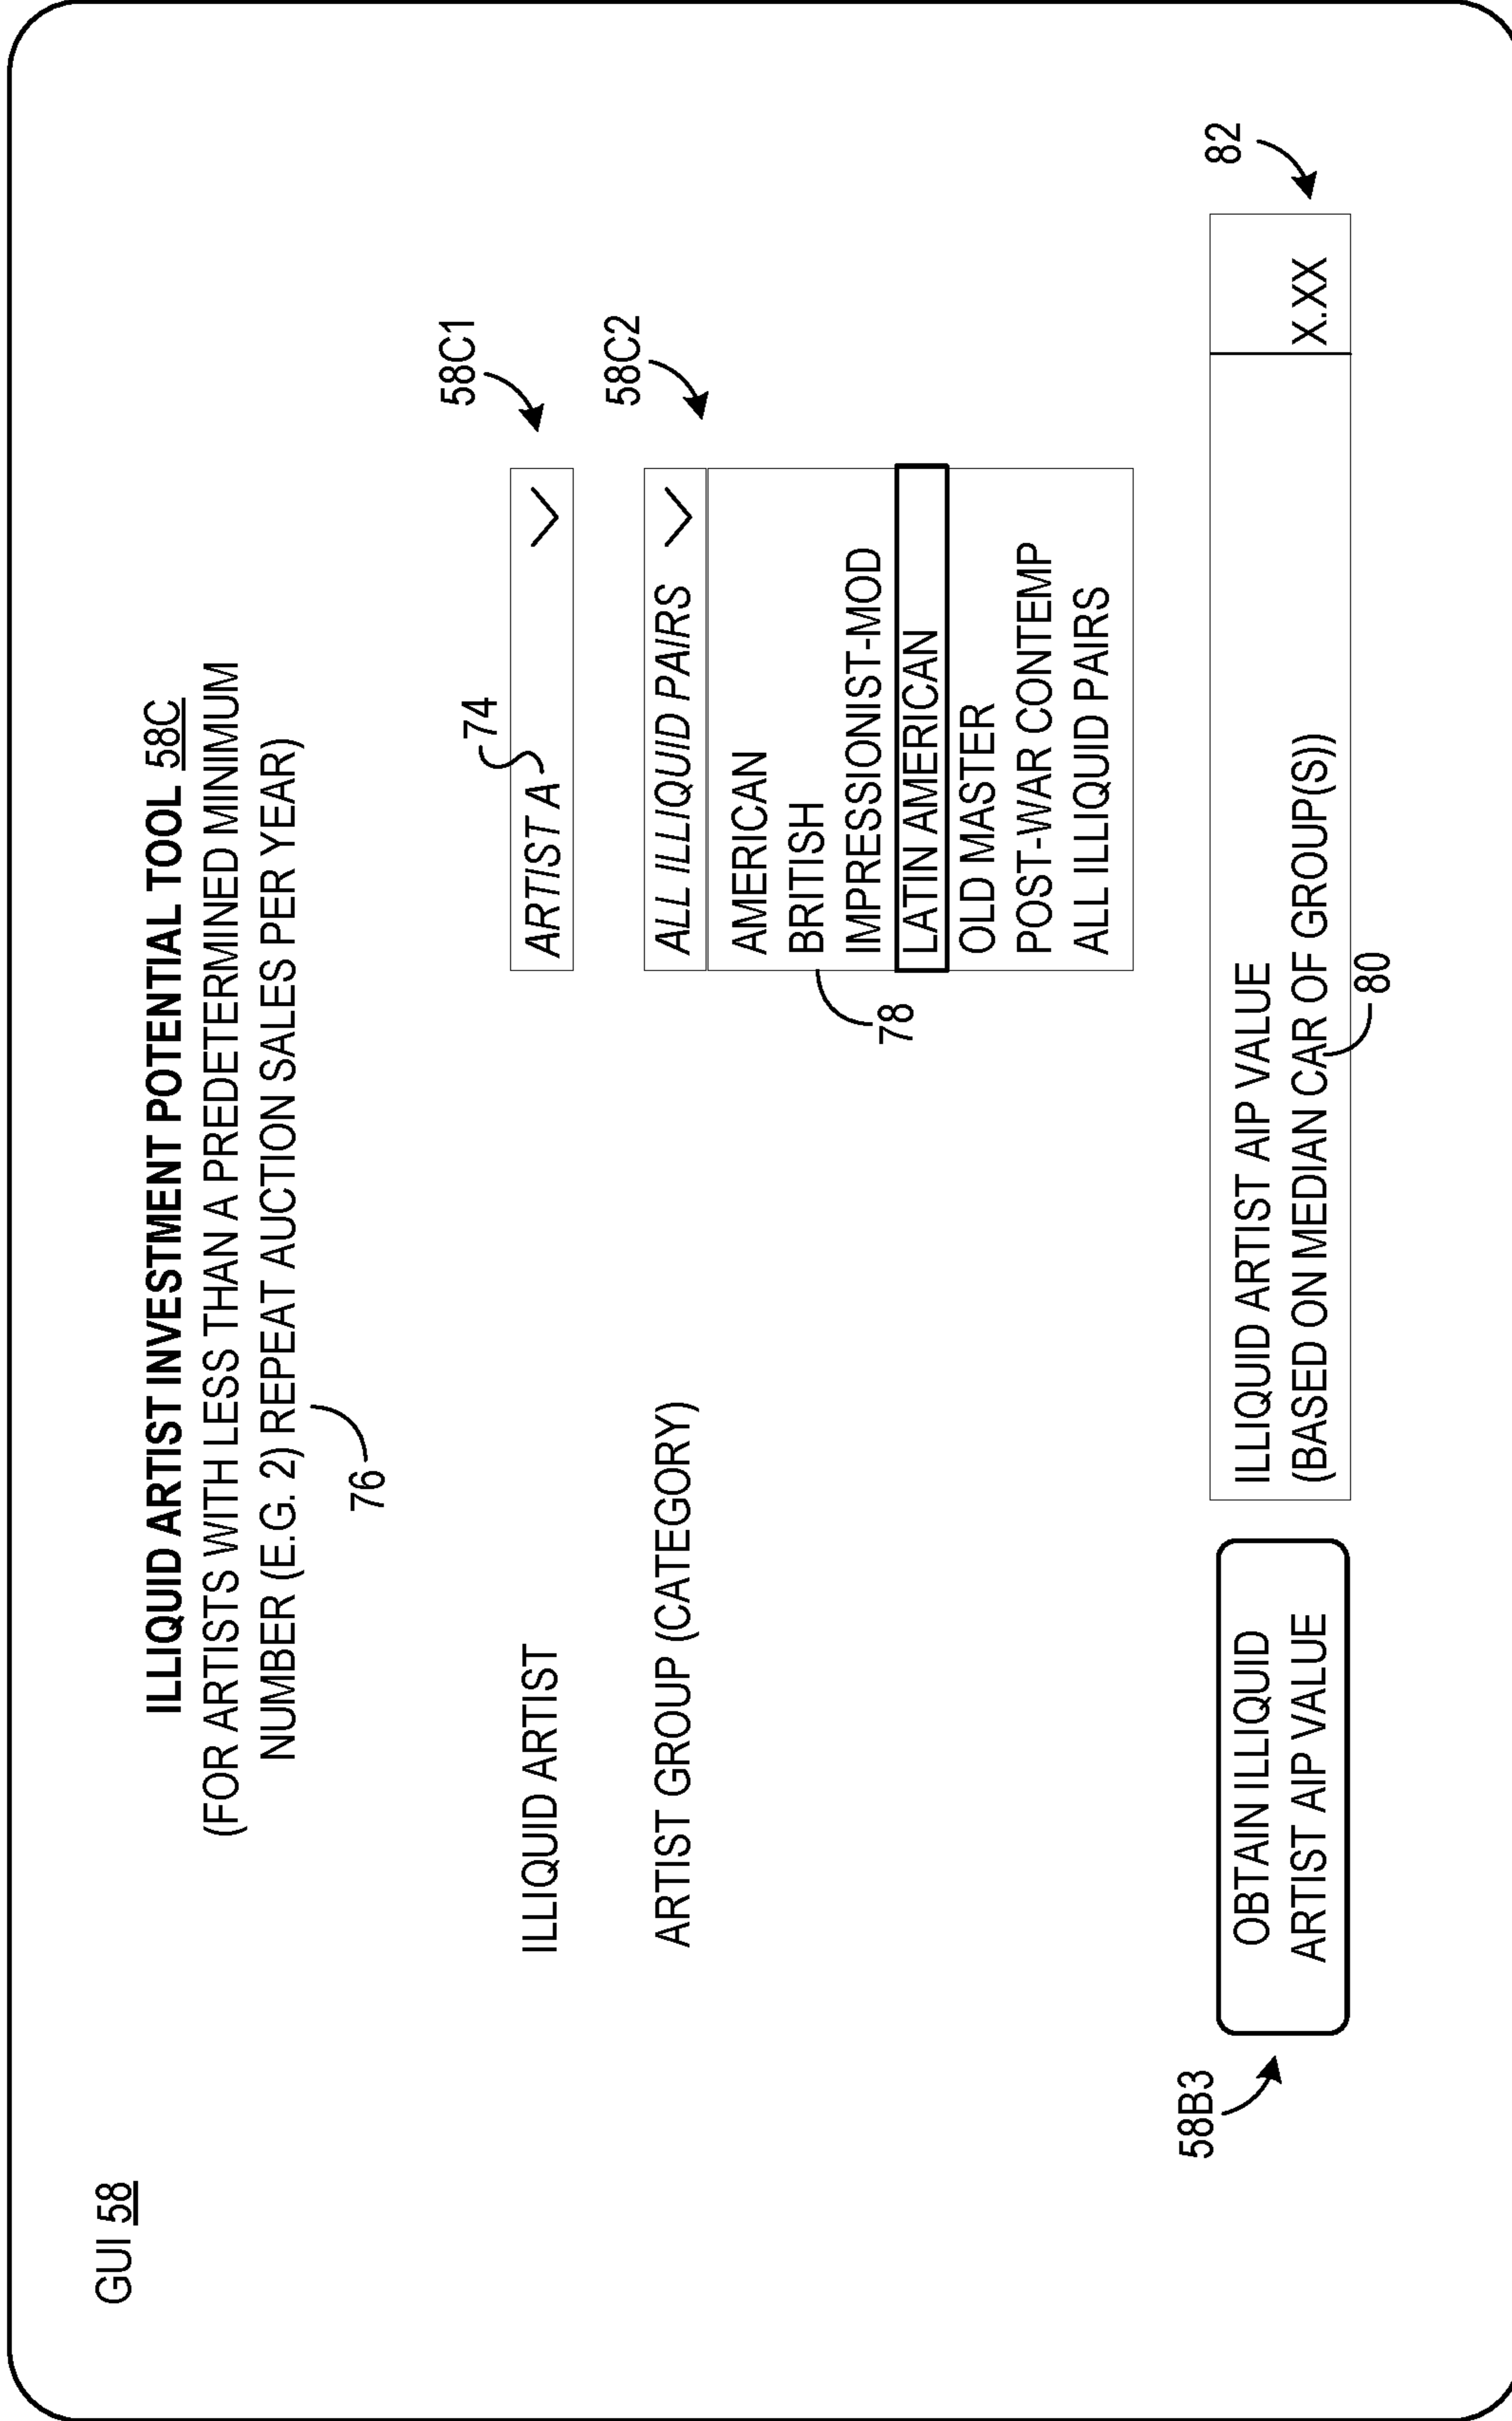 GUI 58
ILLIQUID ARTIST INVESTMENT POTENTIAL TOOL 58C
(FOR ARTISTS WITH LESS THAN A PREDETERMINED MINIMUM
NUMBER (E.G. 2) REPEAT AUCTION SALES PER YEAR)
76
74
58C1
ILLIQUID ARTIST
ARTIST A
58C2
ARTIST GROUP (CATEGORY)
ALL ILLIQUID PAIRS
AMERICAN
BRITISH
IMPRESSIONIST-MOD
LATIN AMERICAN
OLD MASTER
POST-WAR CONTEMP
ALL ILLIQUID PAIRS
78
58B3
OBTAIN ILLIQUID
ARTIST AIP VALUE
ILLIQUID ARTIST AIP VALUE
(BASED ON MEDIAN CAR OF GROUP(S))
X.XX
82
80